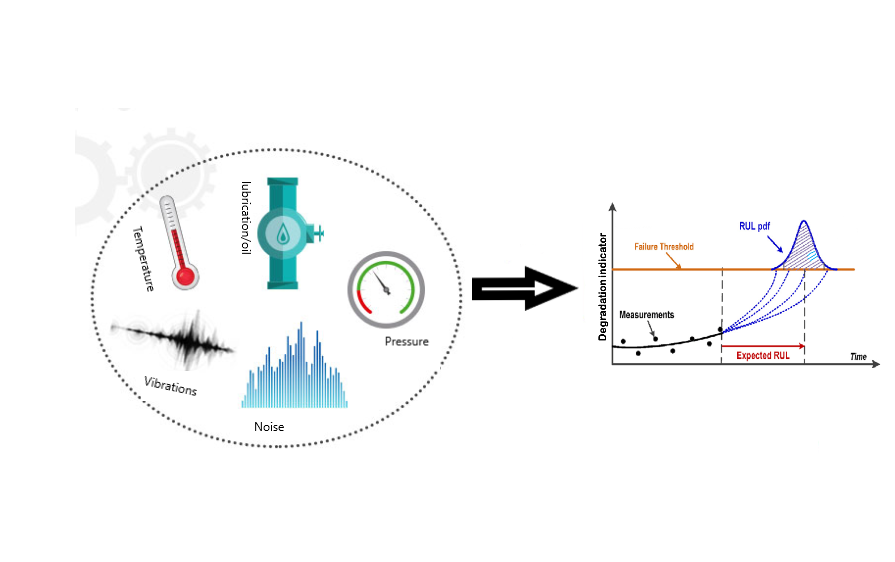 Temperature
lubrication/oil
Pressure
Vibrations
Noise
Degradation indicator
Failure Threshold
RUL pdf
Measurements
Expected RUL
Time